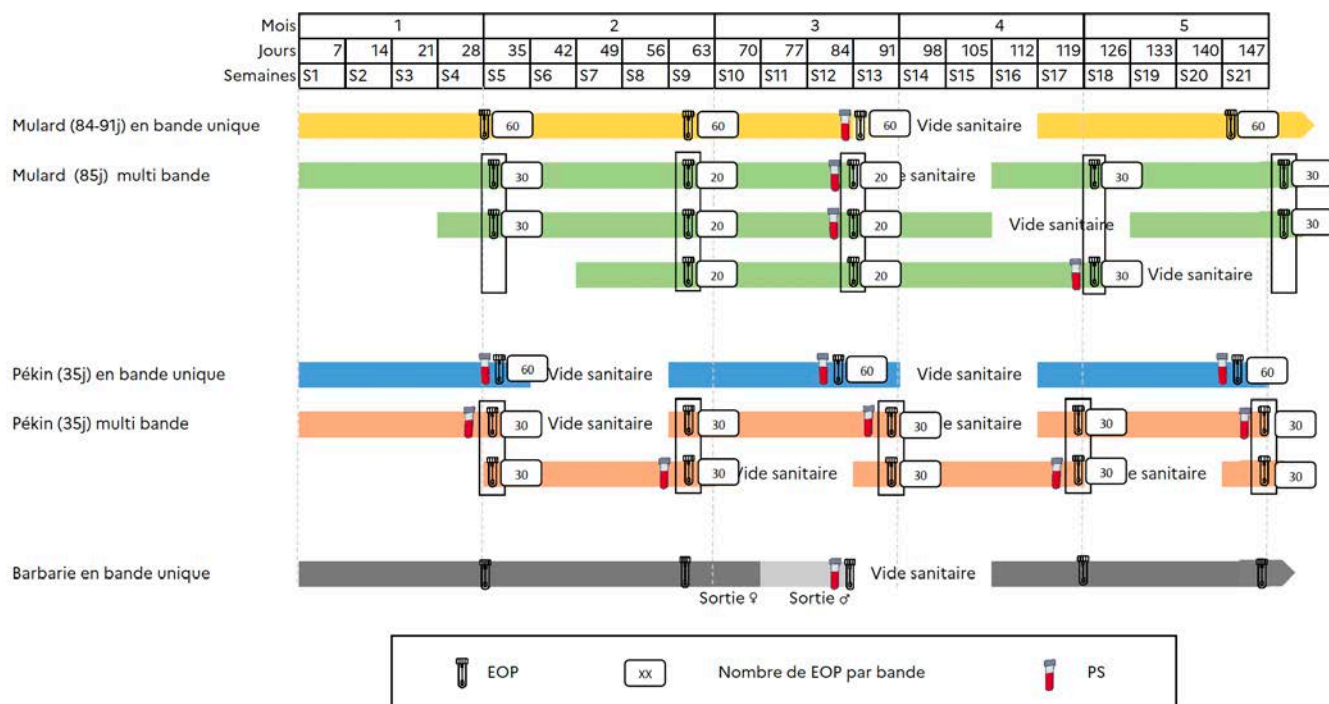 Mois 1 2 3 4 5
Jours 7 14 21 28 35 42 49 56 63 70 77 84 91 98 105 112 119 126 133 140 147
Semaines S1 S2 S3 S4 S5 S6 S7 S8 S9 S10 S11 S12 S13 S14 S15 S16 S17 S18 S19 S20 S21
Mulard (84-91j) en bande unique 60 60 60 Vide sanitaire 60
Mulard (85j) multi bande 30 20 20 sanitaire 30 30
30 20 20 Vide sanitaire 30
20 20 30 Vide sanitaire
Pékin (35j) en bande unique 60 Vide sanitaire 60 Vide sanitaire 60
Pékin (35j) multi bande 30 Vide sanitaire 30 30 sanitaire 30 30
30 30 Vide sanitaire 30 30 sanitaire 30
Barbarie en bande unique Vide sanitaire
Sortie ♀ Sortie ♂
EOP xx Nombre de EOP par bande PS